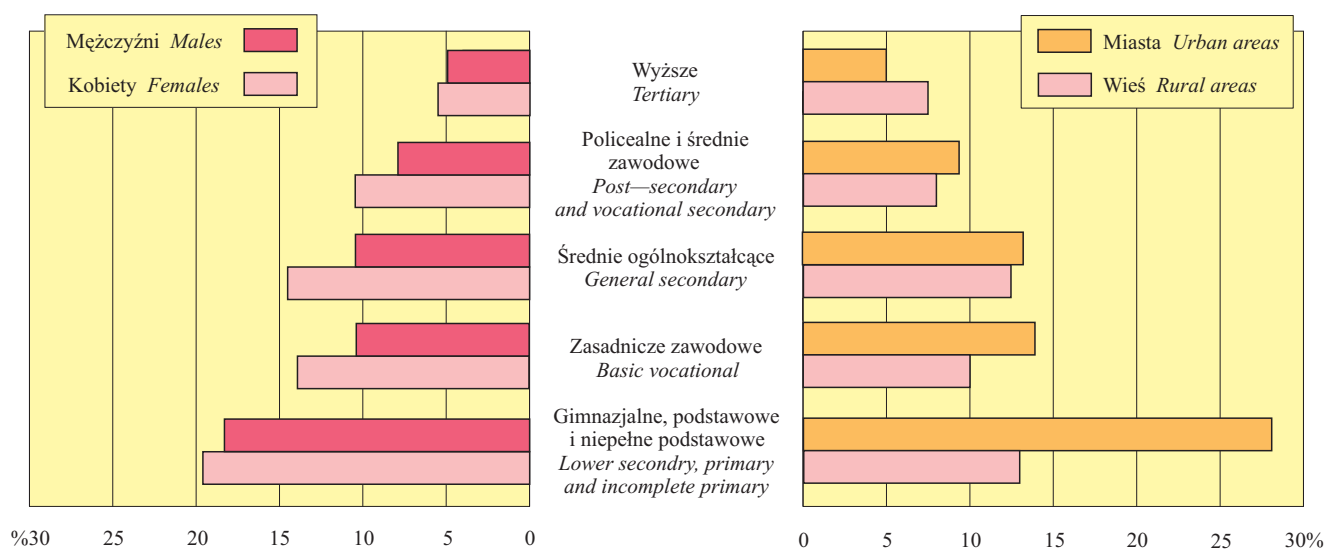 Mężczyźni Males
Kobiety Females
Miasta Urban areas
Wieś Rural areas
Wyższe
Tertiary
Policealne i średnie
zawodowe
Post—secondary
and vocational secondary
Średnie ogólnokształcące
General secondary
Zasadnicze zawodowe
Basic vocational
Gimnazjalne, podstawowe
i niepełne podstawowe
Lower secondry, primary
and incomplete primary
%30 25 20 15 10 5 0
0 5 10 15 20 25 30%